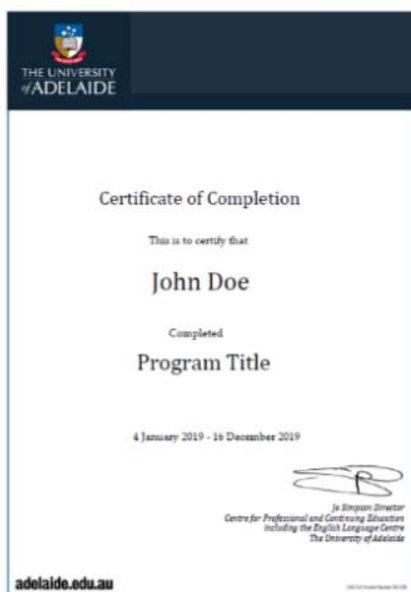 THE UNIVERSITY
of ADELAIDE
Certificate of Completion
This is to certify that
John Doe
Completed
Program Title
4 January 2019 - 16 December 2019
Jo Simpson Director
Centre for Professional and Continuing Education
including the English Language Centre
The University of Adelaide
adelaide.edu.au